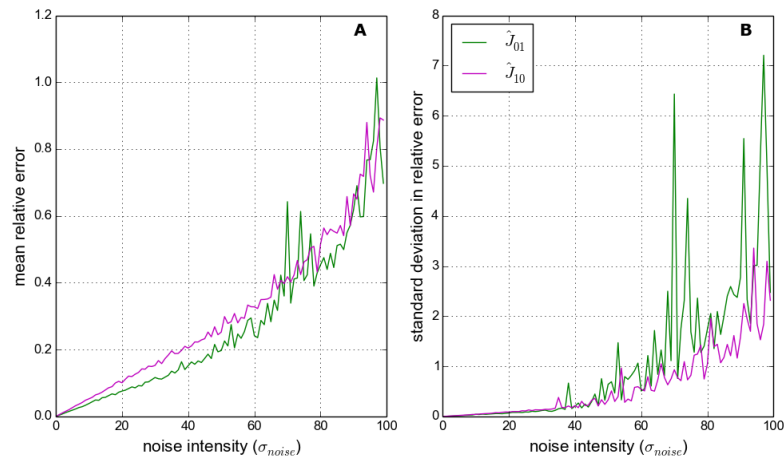 A
mean relative error
1.2
1.0
0.8
0.6
0.4
0.2
0.0
0 20 40 60 80 100
noise intensity (σ_noise)
B
Ĵ_01
Ĵ_10
standard deviation in relative error
8
7
6
5
4
3
2
1
0
0 20 40 60 80 100
noise intensity (σ_noise)